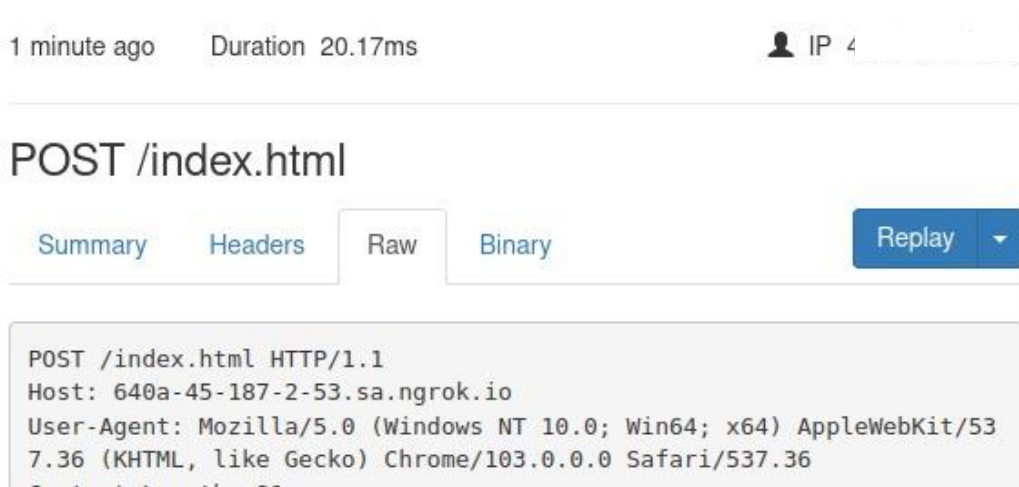 1 minute ago Duration 20.17ms IP 4
POST /index.html
Summary Headers Raw Binary Replay
POST /index.html HTTP/1.1
Host: 640a-45-187-2-53.sa.ngrok.io
User-Agent: Mozilla/5.0 (Windows NT 10.0; Win64; x64) AppleWebKit/53
7.36 (KHTML, like Gecko) Chrome/103.0.0.0 Safari/537.36